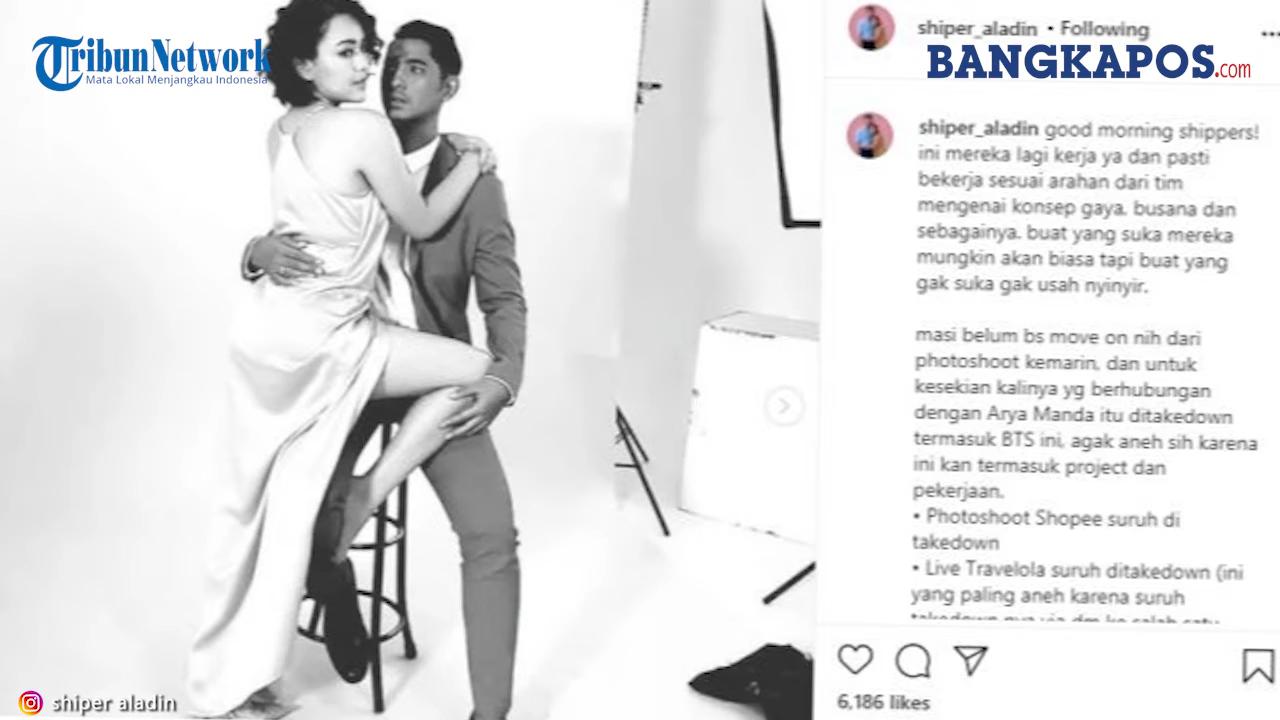 TribunNetwork
Mata Lokal Menjangkau Indonesia
shiper_aladin • Following
BANGKAPOS.com
shiper_aladin good morning shippers!
ini mereka lagi kerja ya dan pasti
bekerja sesuai arahan dari tim
mengenai konsep gaya. busana dan
sebagainya. buat yang suka mereka
mungkin akan biasa tapi buat yang
gak suka gak usah nyinyir.
masi belum bs move on nih dari
photoshoot kemarin, dan untuk
kesekian kalinya yg berhubungan
dengan Arya Manda itu ditakedown
termasuk BTS ini, agak aneh sih karena
ini kan termasuk project dan
pekerjaan.
• Photoshoot Shopee suruh di
takedown
• Live Travelola suruh ditakedown (ini
yang paling aneh karena suruh
6,186 likes
shiper aladin